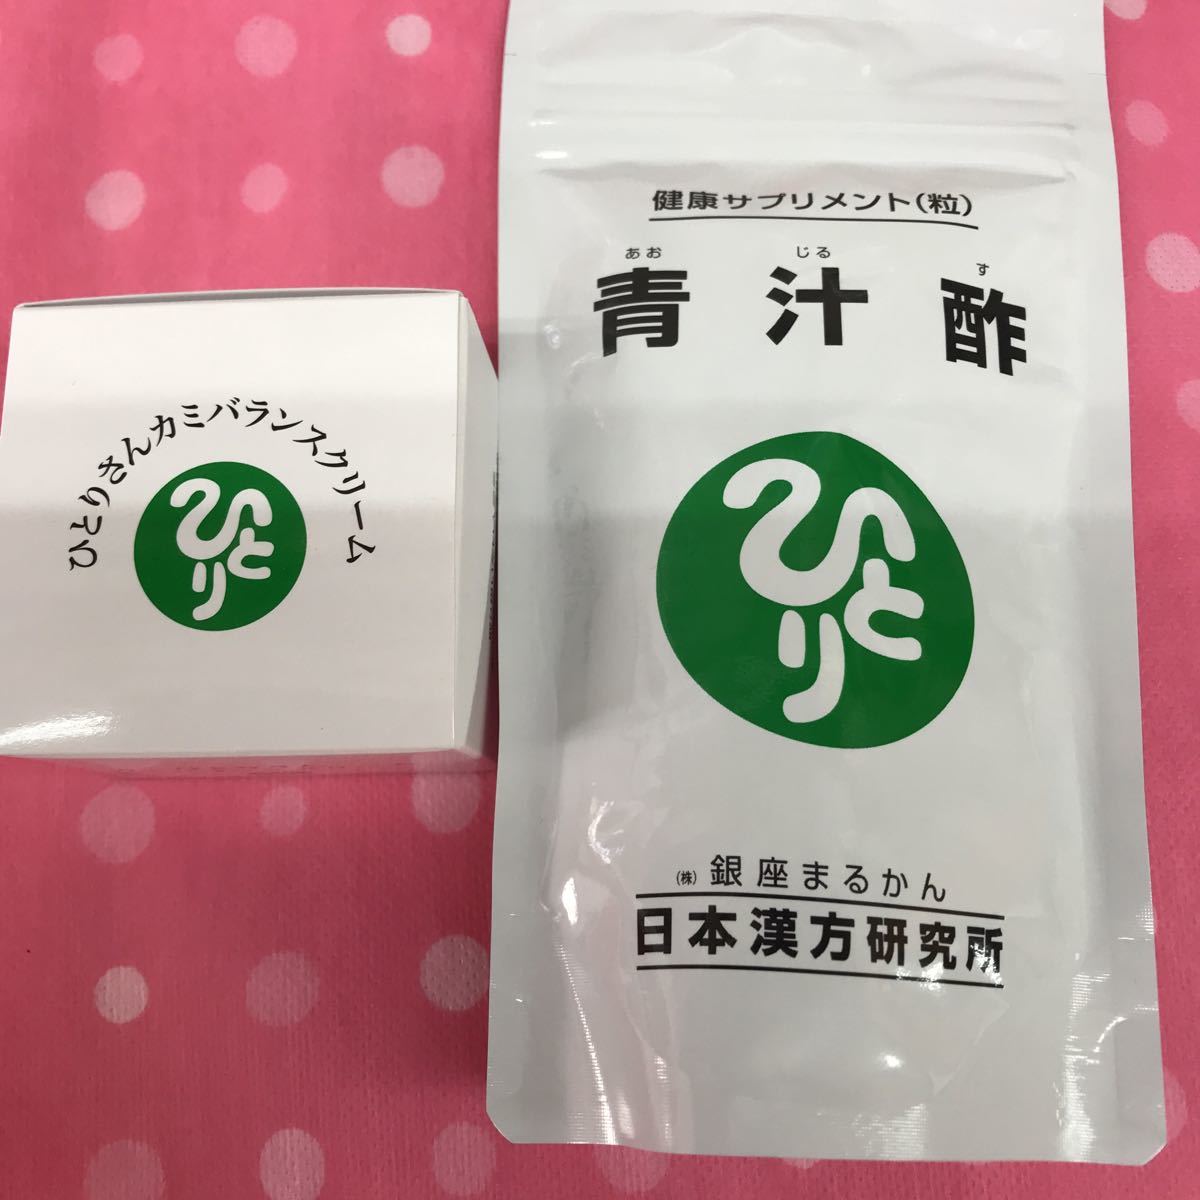 ひとりさんカミバランスクリーム
ひとり
健康サプリメント(粒)
あお じる す
青汁酢
ひとり
(株) 銀座まるかん
日本漢方研究所